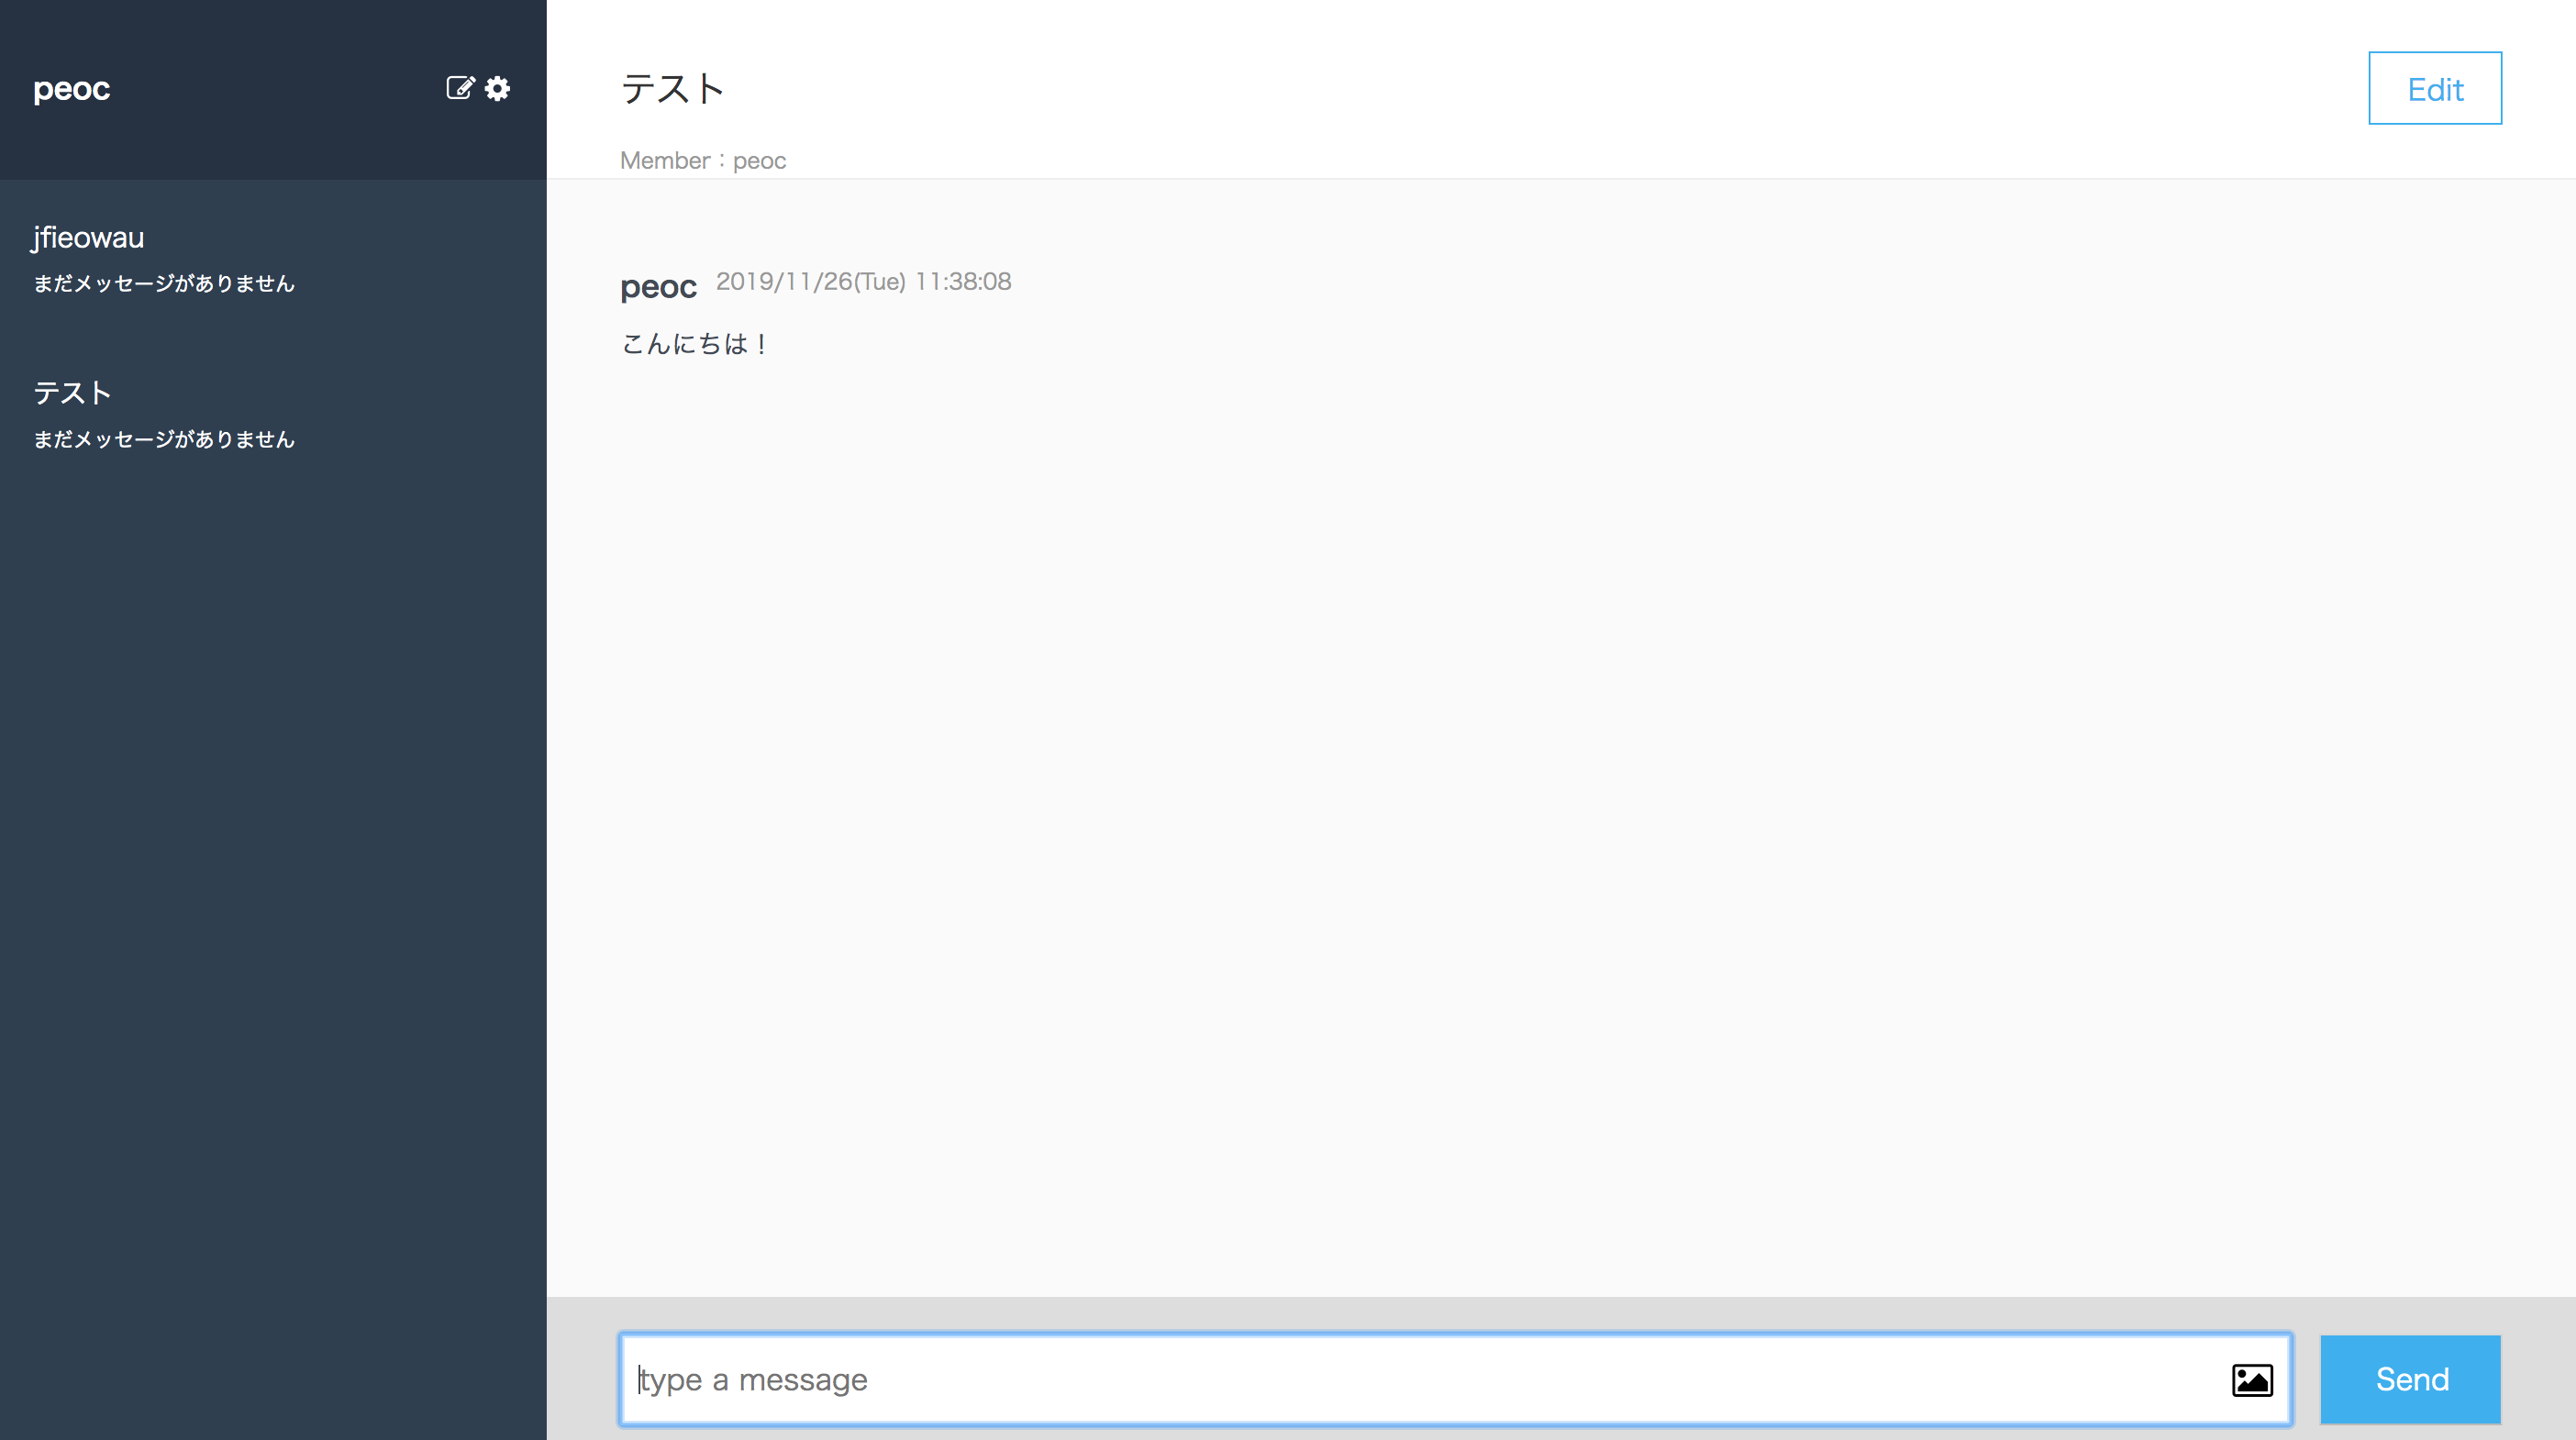 peoc
jfieowau
まだメッセージがありません
テスト
まだメッセージがありません
テスト
Edit
Member：peoc
peoc 2019/11/26(Tue) 11:38:08
こんにちは！
type a message
Send